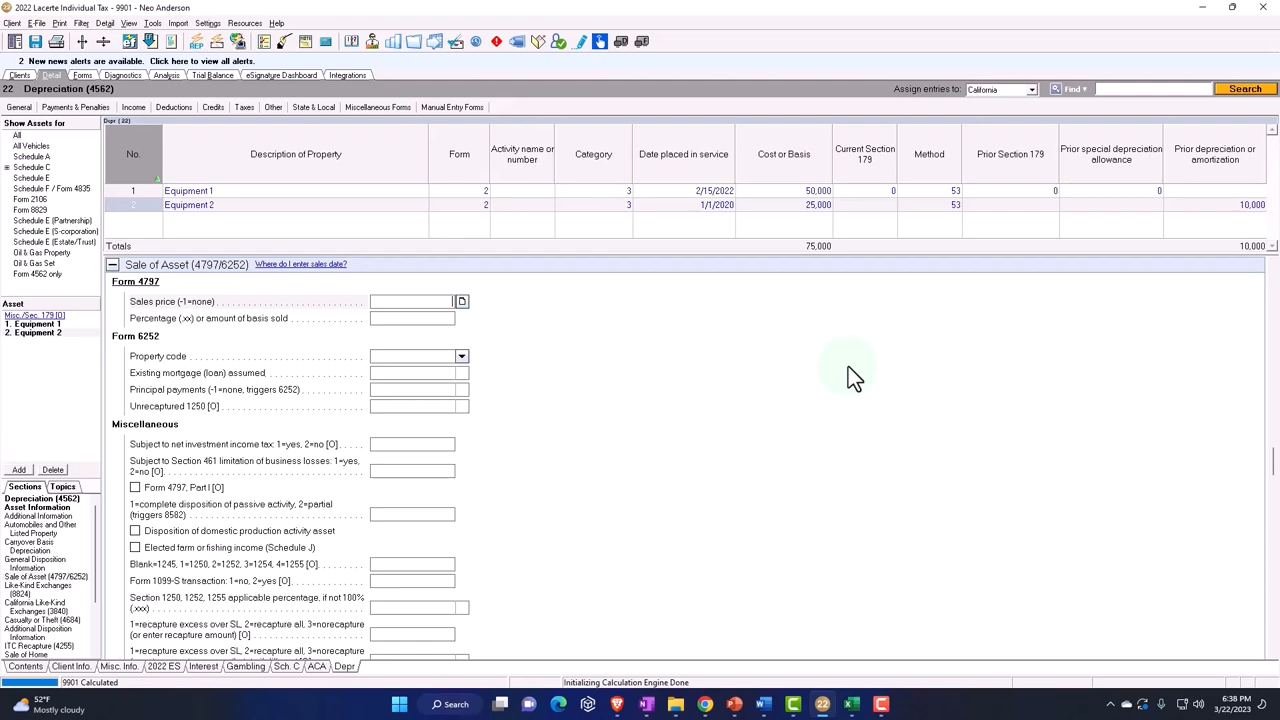 2022 Lacerte Individual Tax - 9901 - Neo Anderson
Client E-File Print Filter Detail View Tools Import Settings Resources Help
2 New news alerts are available. Click here to view all alerts.
Clients Detail Forms Diagnostics Analysis Trial Balance eSignature Dashboard Integrations
22 Depreciation (4562) Assign entries to: California Find Search
General Payments & Penalties Income Deductions Credits Taxes Other State & Local Miscellaneous Forms Manual Entry Forms
Show Assets for
All
All Vehicles
Schedule A
Schedule C
Schedule E
Schedule F / Form 4835
Form 2106
Form 8829
Schedule E (Partnership)
Schedule E (S-corporation)
Schedule E (Estate/Trust)
Oil & Gas Property
Oil & Gas Set
Form 4562 only
Asset
Misc./Sec. 179 [O]
1. Equipment 1
2. Equipment 2
Add Delete
Sections Topics
Depreciation (4562)
Asset Information
Additional Information
Automobiles and Other
Listed Property
Carryover Basis
Depreciation
General Disposition
Information
Sale of Asset (4797/6252)
Like-Kind Exchanges
(8824)
California Like-Kind
Exchanges (3840)
Casualty or Theft (4684)
Additional Disposition
Information
ITC Recapture (4255)
Sale of Home
Depr (22)
No. Description of Property Form Activity name or number Category Date placed in service Cost or Basis Current Section 179 Method Prior Section 179 Prior special depreciation allowance Prior depreciation or amortization
1 Equipment 1 2 3 2/15/2022 50,000 0 53 0 0
2 Equipment 2 2 3 1/1/2020 25,000 53 10,000
Totals 75,000 10,000
Sale of Asset (4797/6252) Where do I enter sales date?
Form 4797
Sales price (-1=none)
Percentage (.xx) or amount of basis sold
Form 6252
Property code
Existing mortgage (loan) assumed
Principal payments (-1=none, triggers 6252)
Unrecaptured 1250 [O]
Miscellaneous
Subject to net investment income tax: 1=yes, 2=no [O]
Subject to Section 461 limitation of business losses: 1=yes,
2=no [O]
Form 4797, Part I [O]
1=complete disposition of passive activity, 2=partial
(triggers 8582)
Disposition of domestic production activity asset
Elected farm or fishing income (Schedule J)
Blank=1245, 1=1250, 2=1252, 3=1254, 4=1255 [O]
Form 1099-S transaction: 1=no, 2=yes [O]
Section 1250, 1252, 1255 applicable percentage, if not 100%
(.xxx)
1=recapture excess over SL, 2=recapture all, 3=norecapture
(or enter recapture amount) [O]
1=recapture excess over SL, 2=recapture all, 3=norecapture
Contents Client Info. Misc. Info. 2022 ES Interest Gambling Sch. C ACA Depr
9901 Calculated Initializing Calculation Engine Done
52°F
Mostly cloudy
Search
6:38 PM
3/22/2023